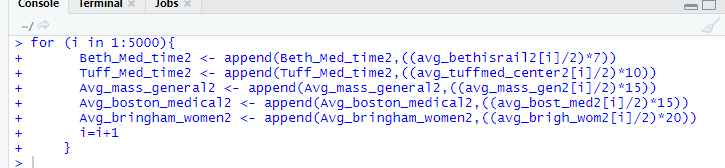 Console Terminal × Jobs ×
~/
> for (i in 1:5000){
+ Beth_Med_time2 <- append(Beth_Med_time2,((avg_bethisrail2[i]/2)*7))
+ Tuff_Med_time2 <- append(Tuff_Med_time2,((avg_tuffmed_center2[i]/2)*10))
+ Avg_mass_general2 <- append(Avg_mass_general2,((avg_mass_gen2[i]/2)*15))
+ Avg_boston_medical2 <- append(Avg_boston_medical2,((avg_bost_med2[i]/2)*15))
+ Avg_bringham_women2 <- append(Avg_bringham_women2,((avg_brigh_wom2[i]/2)*20))
+ i=i+1
+ }
>